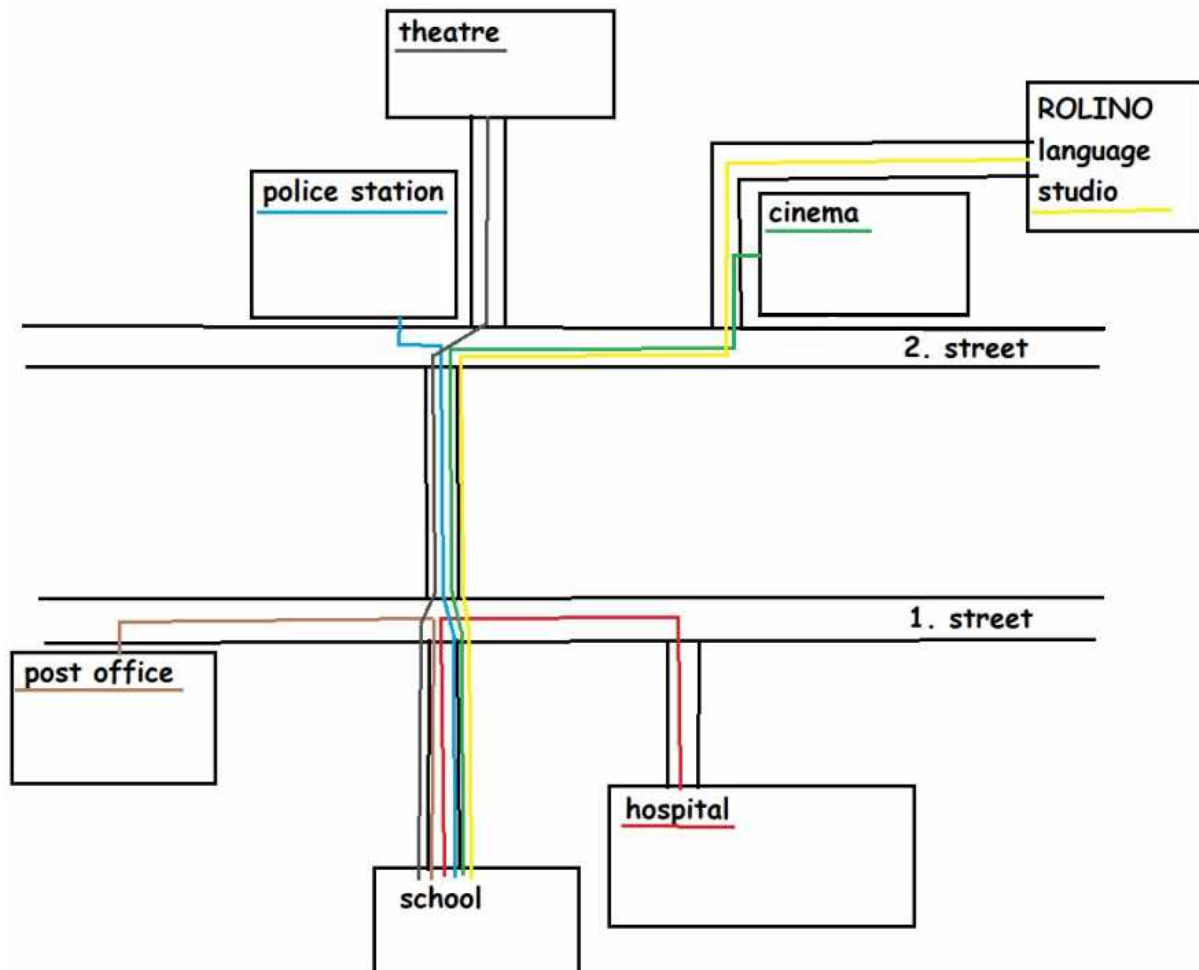 theatre
ROLINO
language
studio
police station
cinema
2. street
1. street
post office
hospital
school